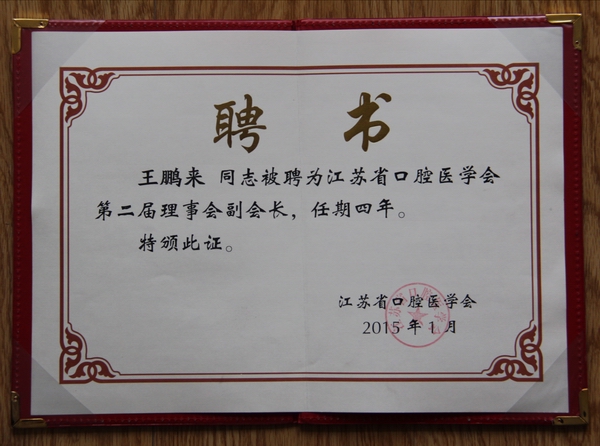 聘书
王鹏来 同志被聘为江苏省口腔医学会
第二届理事会副会长，任期四年。
特颁此证。
江苏省口腔医学会
2015年1月